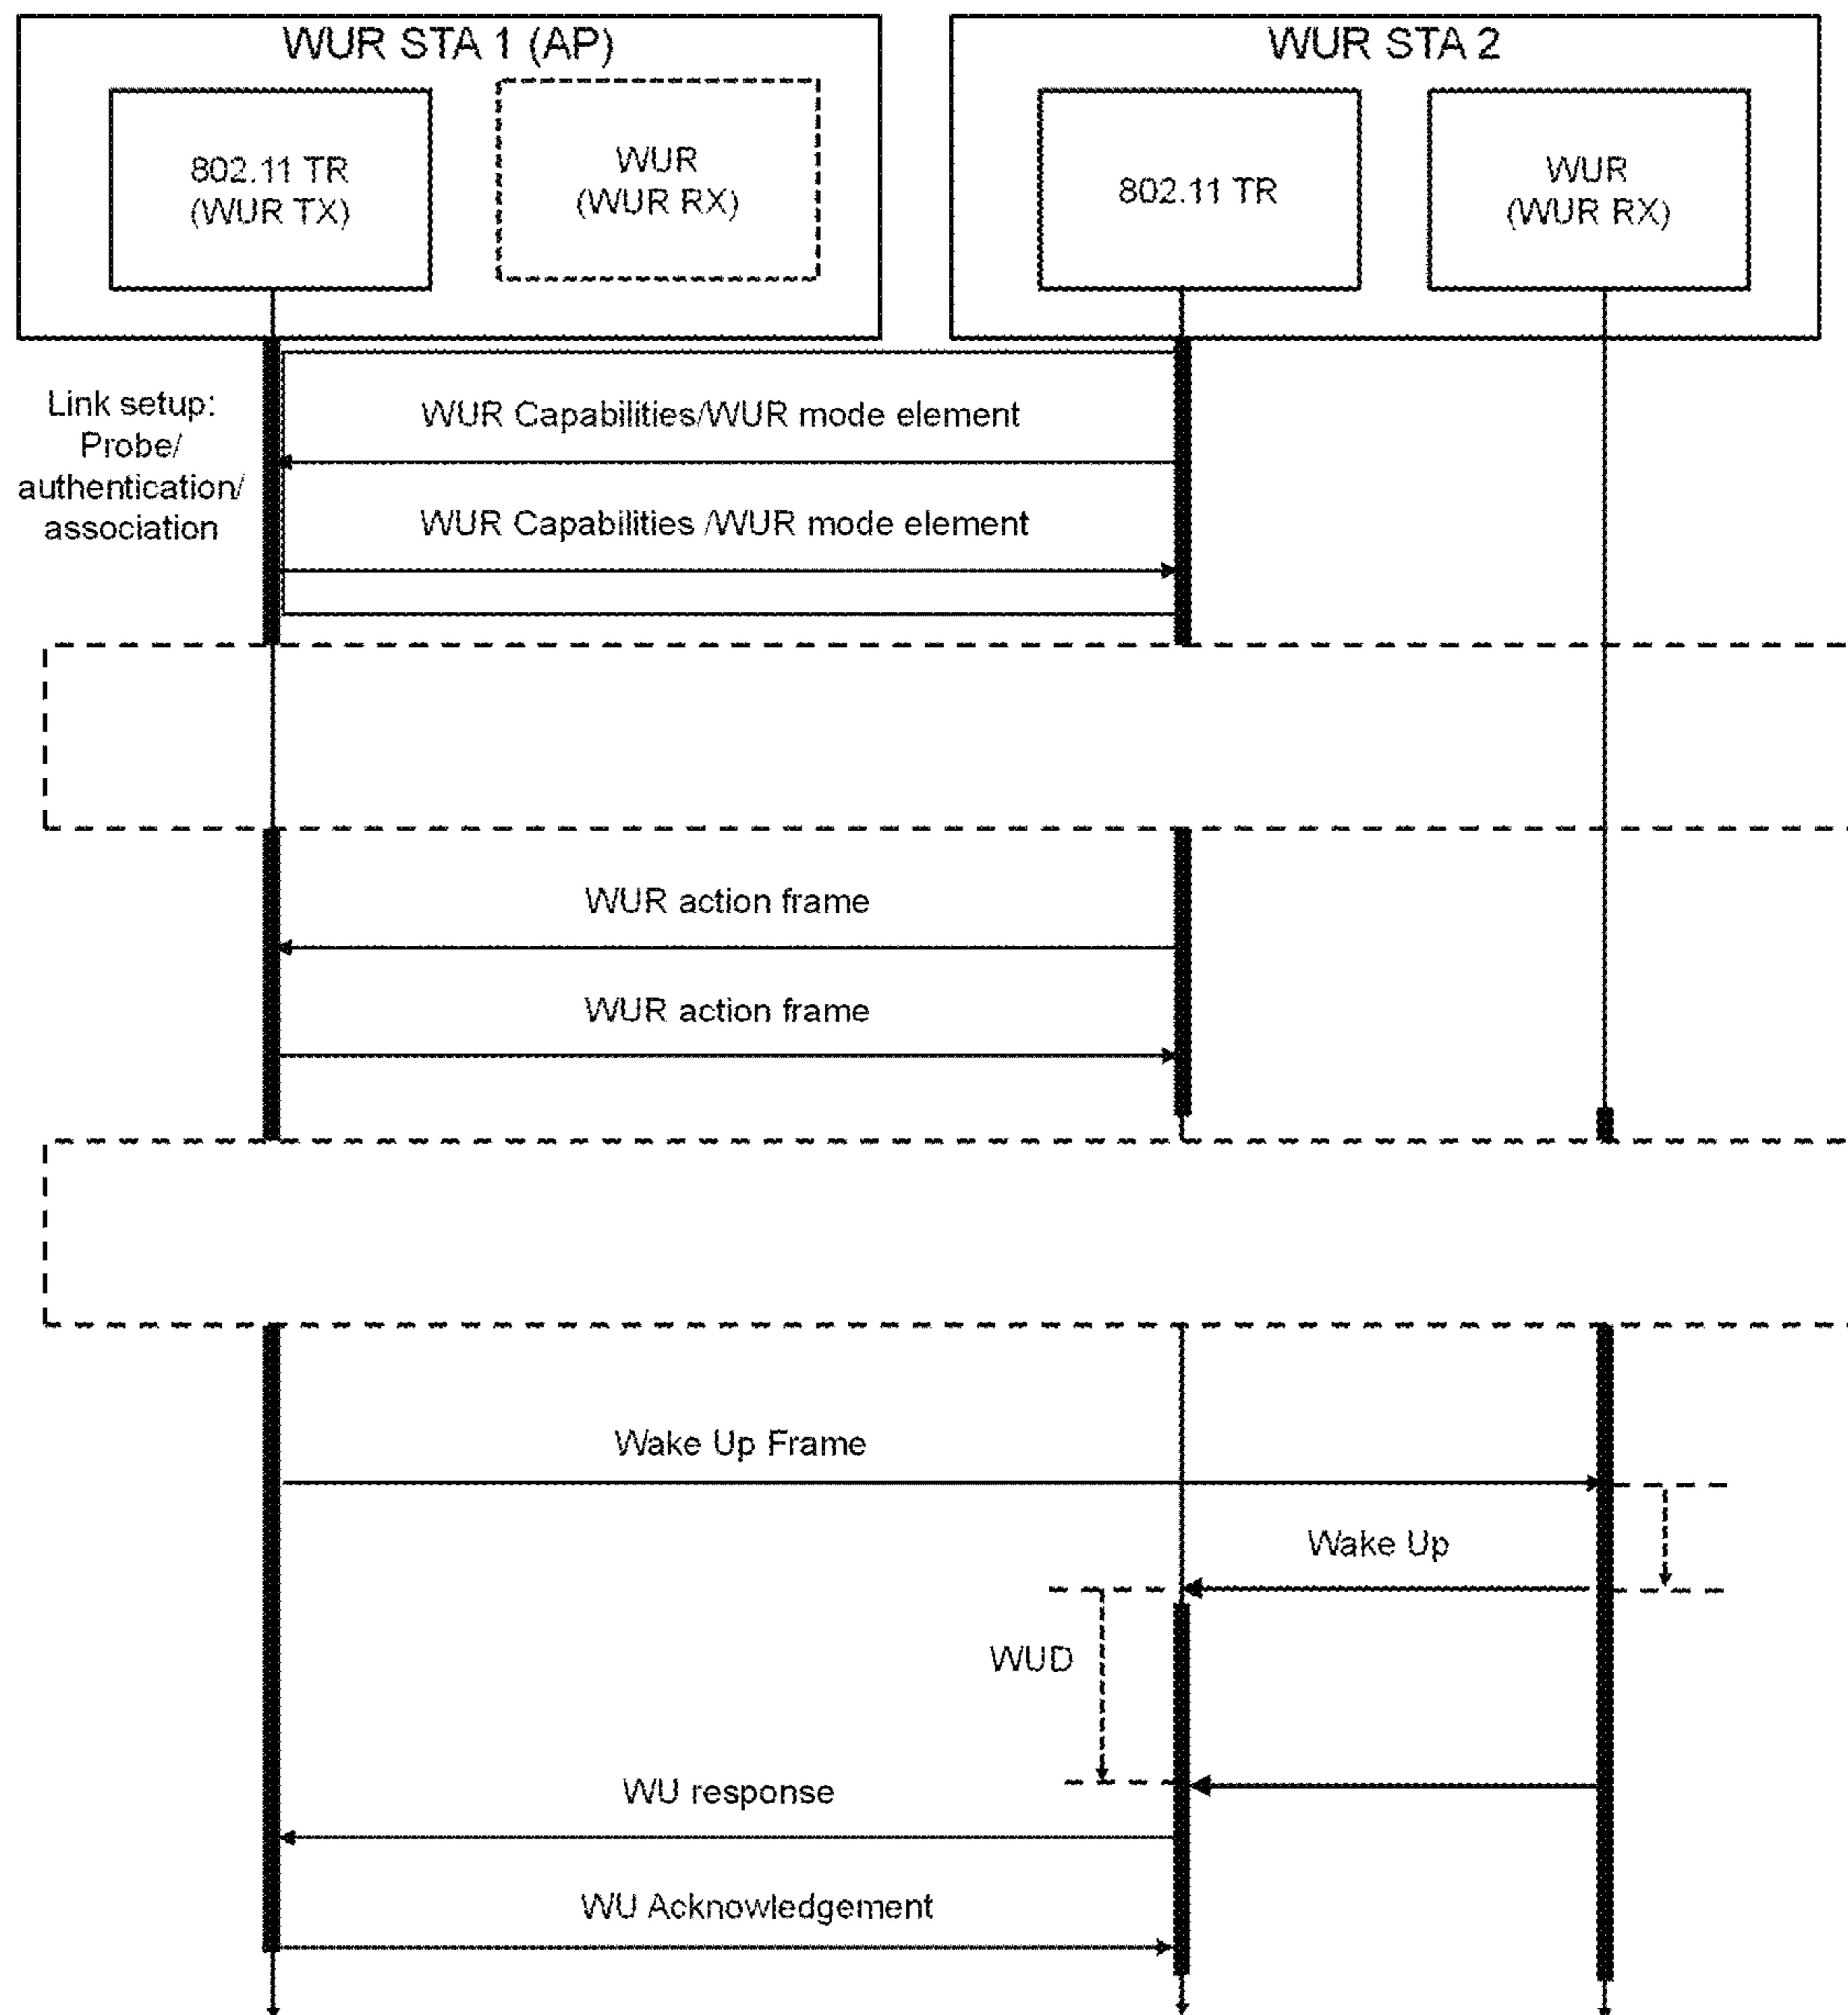 WUR STA 1 (AP)
WUR STA 2
802.11 TR
(WUR TX)
WUR
(WUR RX)
802.11 TR
WUR
(WUR RX)
Link setup:
Probe/
authentication/
association
WUR Capabilities/WUR mode element
WUR Capabilities /WUR mode element
WUR action frame
WUR action frame
Wake Up Frame
Wake Up
WUD
WU response
WU Acknowledgement